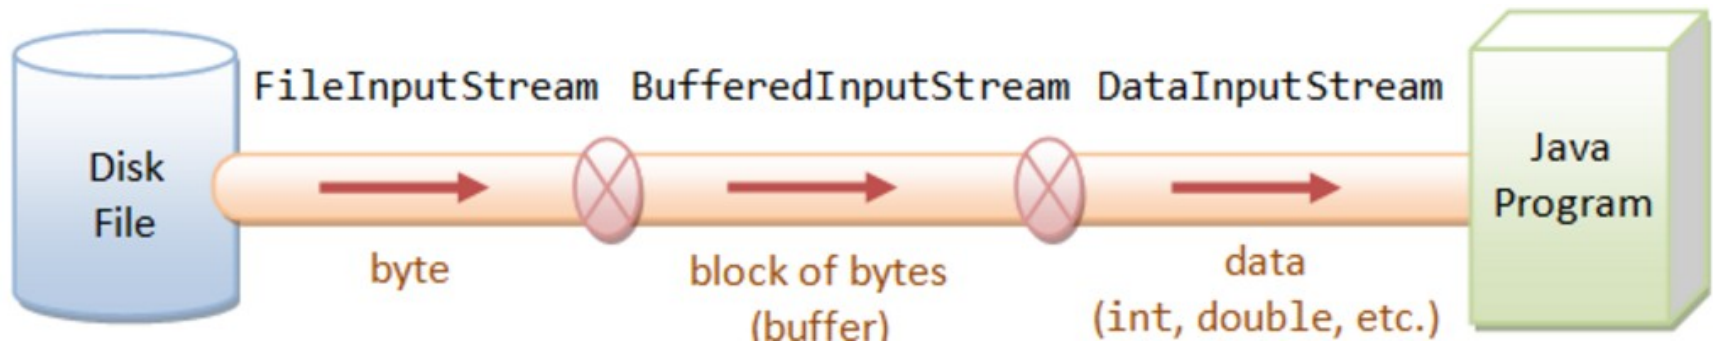 FileInputStream BufferedInputStream DataInputStream
Disk
File
byte
block of bytes
(buffer)
data
(int, double, etc.)
Java
Program